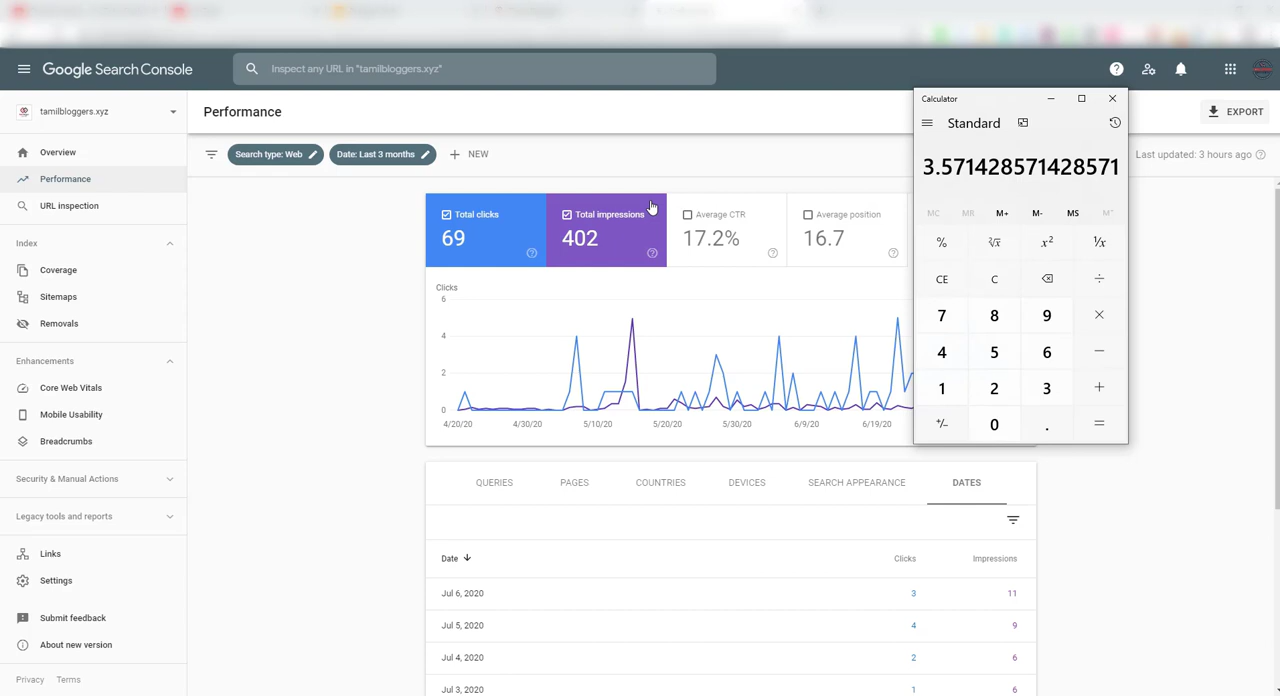 Google Search Console
Inspect any URL in "tamilbloggers.xyz"
tamilbloggers.xyz
Performance
EXPORT
Search type: Web
Date: Last 3 months
NEW
Last updated: 3 hours ago
Overview
Performance
URL inspection
Index
Coverage
Sitemaps
Removals
Enhancements
Core Web Vitals
Mobile Usability
Breadcrumbs
Security & Manual Actions
Legacy tools and reports
Links
Settings
Submit feedback
About new version
Privacy Terms
Total clicks
69
Total impressions
402
Average CTR
17.2%
Average position
16.7
Clicks
6
4
2
0
4/20/20 4/30/20 5/10/20 5/20/20 5/30/20 6/9/20 6/19/20
QUERIES PAGES COUNTRIES DEVICES SEARCH APPEARANCE DATES
Date Clicks Impressions
Jul 6, 2020 3 11
Jul 5, 2020 4 9
Jul 4, 2020 2 6
Jul 3, 2020 1 6
Calculator
Standard
3.571428571428571
MC MR M+ M- MS M˅
% ²√x x² ¹/x
CE C ÷
7 8 9 ×
4 5 6 −
1 2 3 +
+/− 0 . =